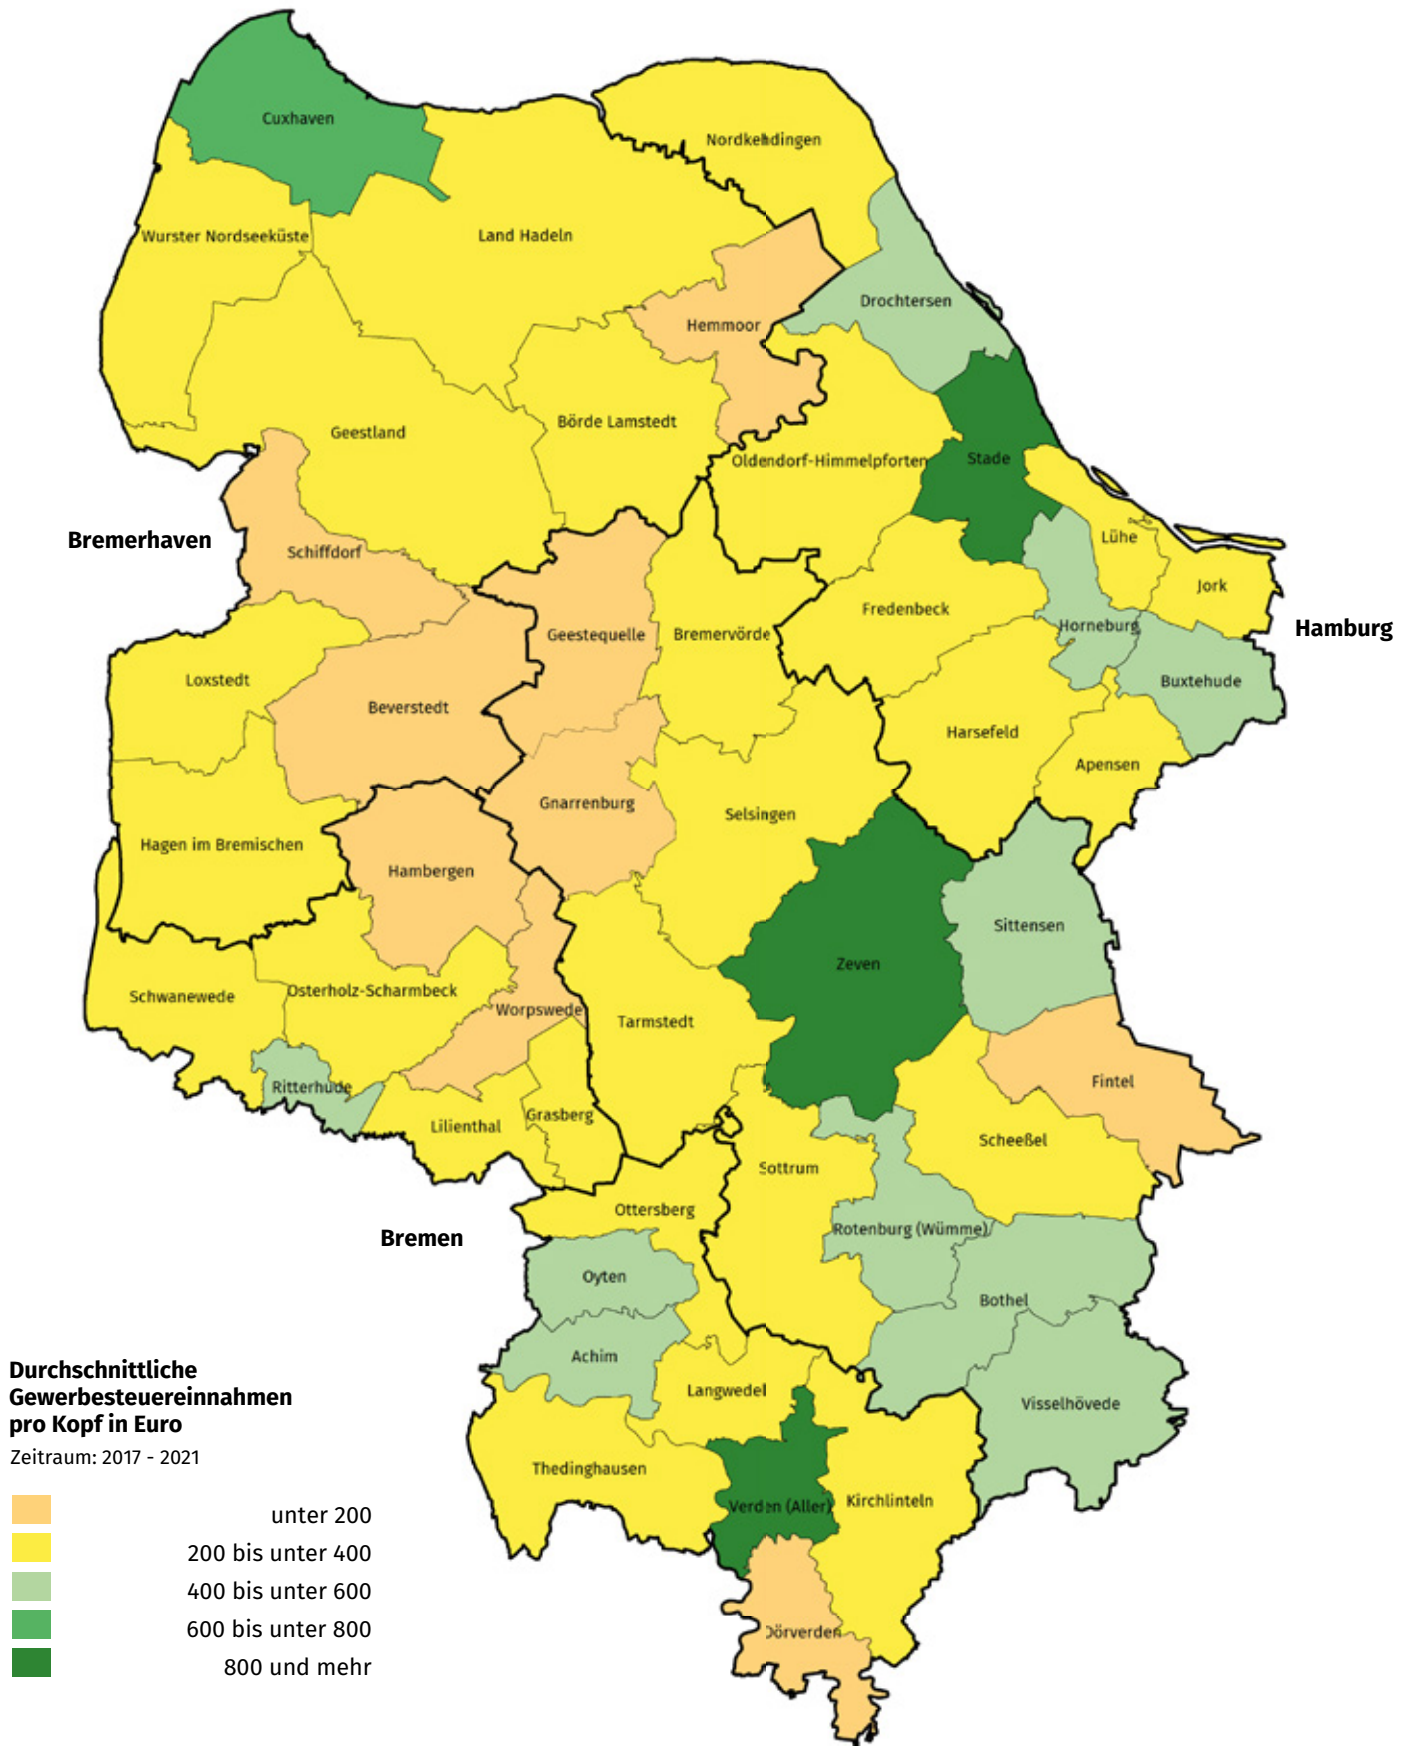 Cuxhaven
Nordkehdingen
Wurster Nordseeküste
Land Hadeln
Drochtersen
Hemmoor
Börde Lamstedt
Geestland
Oldendorf-Himmelpforten
Stade
Bremerhaven
Schiffdorf
Lühe
Jork
Fredenbeck
Horneburg
Hamburg
Geestequelle
Bremervörde
Loxstedt
Buxtehude
Beverstedt
Harsefeld
Apensen
Gnarrenburg
Selsingen
Hagen im Bremischen
Hambergen
Sittensen
Zeven
Schwanewede
Osterholz-Scharmbeck
Worpswede
Tarmstedt
Fintel
Ritterhude
Grasberg
Lilienthal
Scheeßel
Sottrum
Ottersberg
Rotenburg (Wümme)
Bremen
Oyten
Bothel
Achim
Langwedel
Visselhövede
Thedinghausen
Kirchlinteln
Verden (Aller)
Dörverden
Durchschnittliche
Gewerbesteuereinnahmen
pro Kopf in Euro
Zeitraum: 2017 - 2021
unter 200
200 bis unter 400
400 bis unter 600
600 bis unter 800
800 und mehr